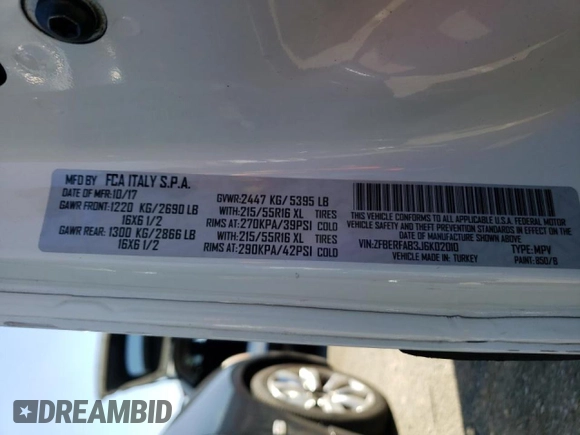 MFD BY FCA ITALY S.P.A.
DATE OF MFR: 10/17 GVWR: 2447 KG/ 5395 LB
GAWR FRONT: 1220 KG/2690 LB WITH: 215/55R16 XL TIRES
16X6 1/2 RIMS AT: 270KPA/39PSI COLD
GAWR REAR: 1300 KG/2866 LB WITH: 215/55R16 XL TIRES
16X6 1/2 RIMS AT: 290KPA/42PSI COLD
THIS VEHICLE CONFORMS TO ALL APPLICABLE U.S.A. FEDERAL MOTOR
VEHICLE SAFETY AND THEFT PREVENTION STANDARDS IN
EFFECT ON THE DATE OF MANUFACTURE SHOWN ABOVE.
VIN: ZFBERFAB3J6K02010 TYPE: MPV
VEHICLE MADE IN: TURKEY PAINT: 850/B
DREAMBID